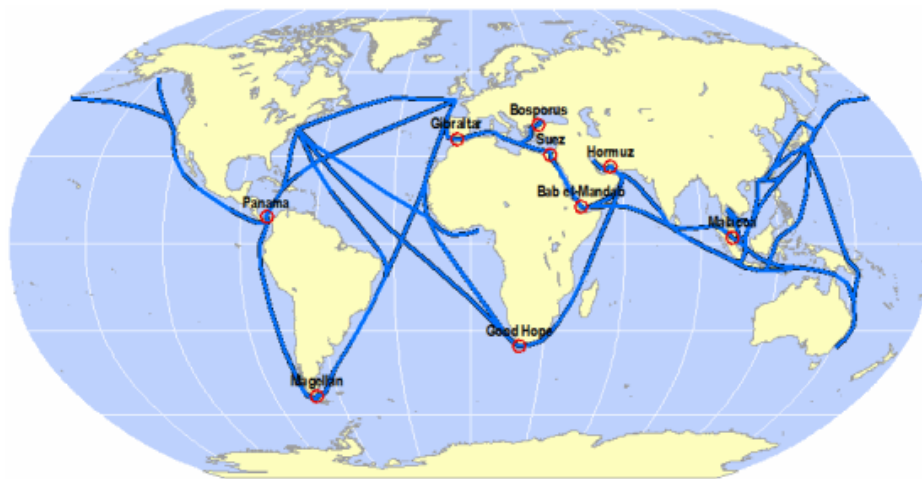 Bosporus
Gibraltar
Suez
Hormuz
Bab el-Mandab
Panama
Malacca
Good Hope
Magellan